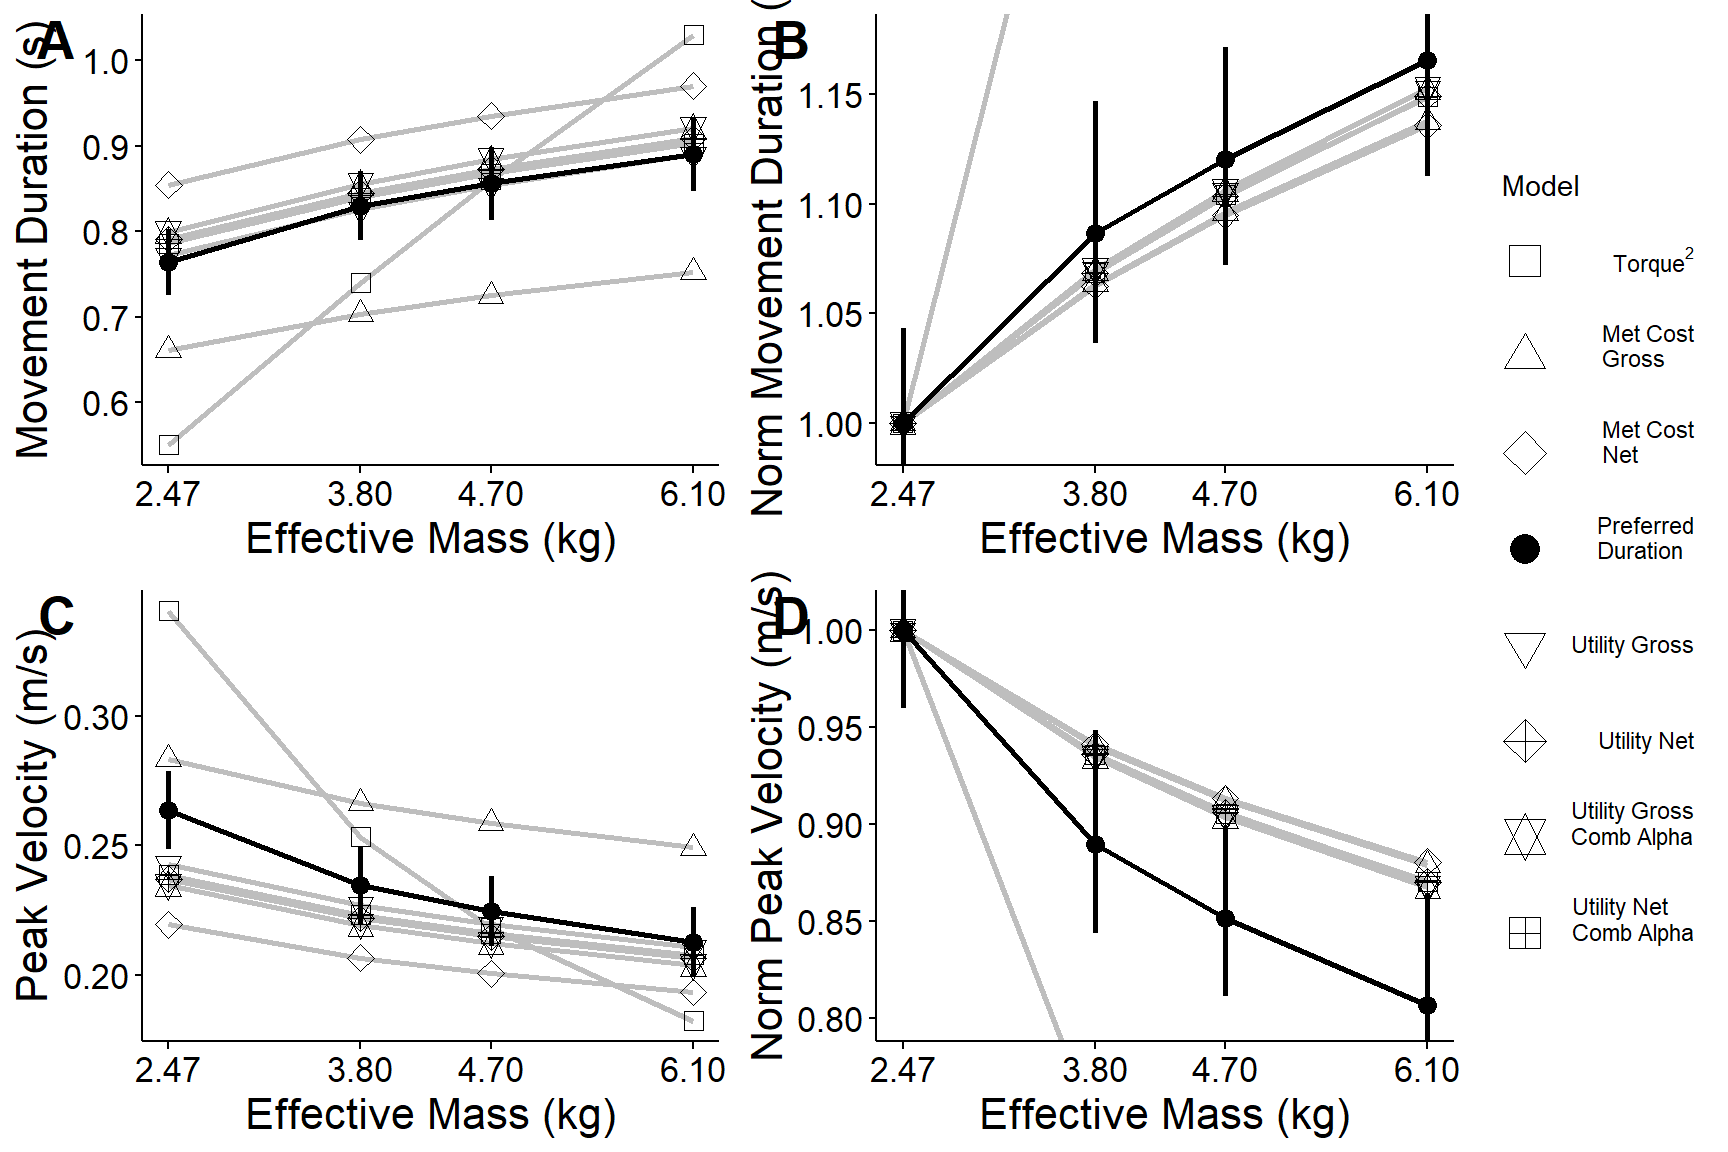 A
Movement Duration (s)
1.0
0.9
0.8
0.7
0.6
2.47 3.80 4.70 6.10
Effective Mass (kg)
B
Norm Movement Duration (
1.15
1.10
1.05
1.00
2.47 3.80 4.70 6.10
Effective Mass (kg)
C
Peak Velocity (m/s)
0.30
0.25
0.20
2.47 3.80 4.70 6.10
Effective Mass (kg)
D
Norm Peak Velocity (m/s)
1.00
0.95
0.90
0.85
0.80
2.47 3.80 4.70 6.10
Effective Mass (kg)
Model
Torque²
Met Cost
Gross
Met Cost
Net
Preferred
Duration
Utility Gross
Utility Net
Utility Gross
Comb Alpha
Utility Net
Comb Alpha